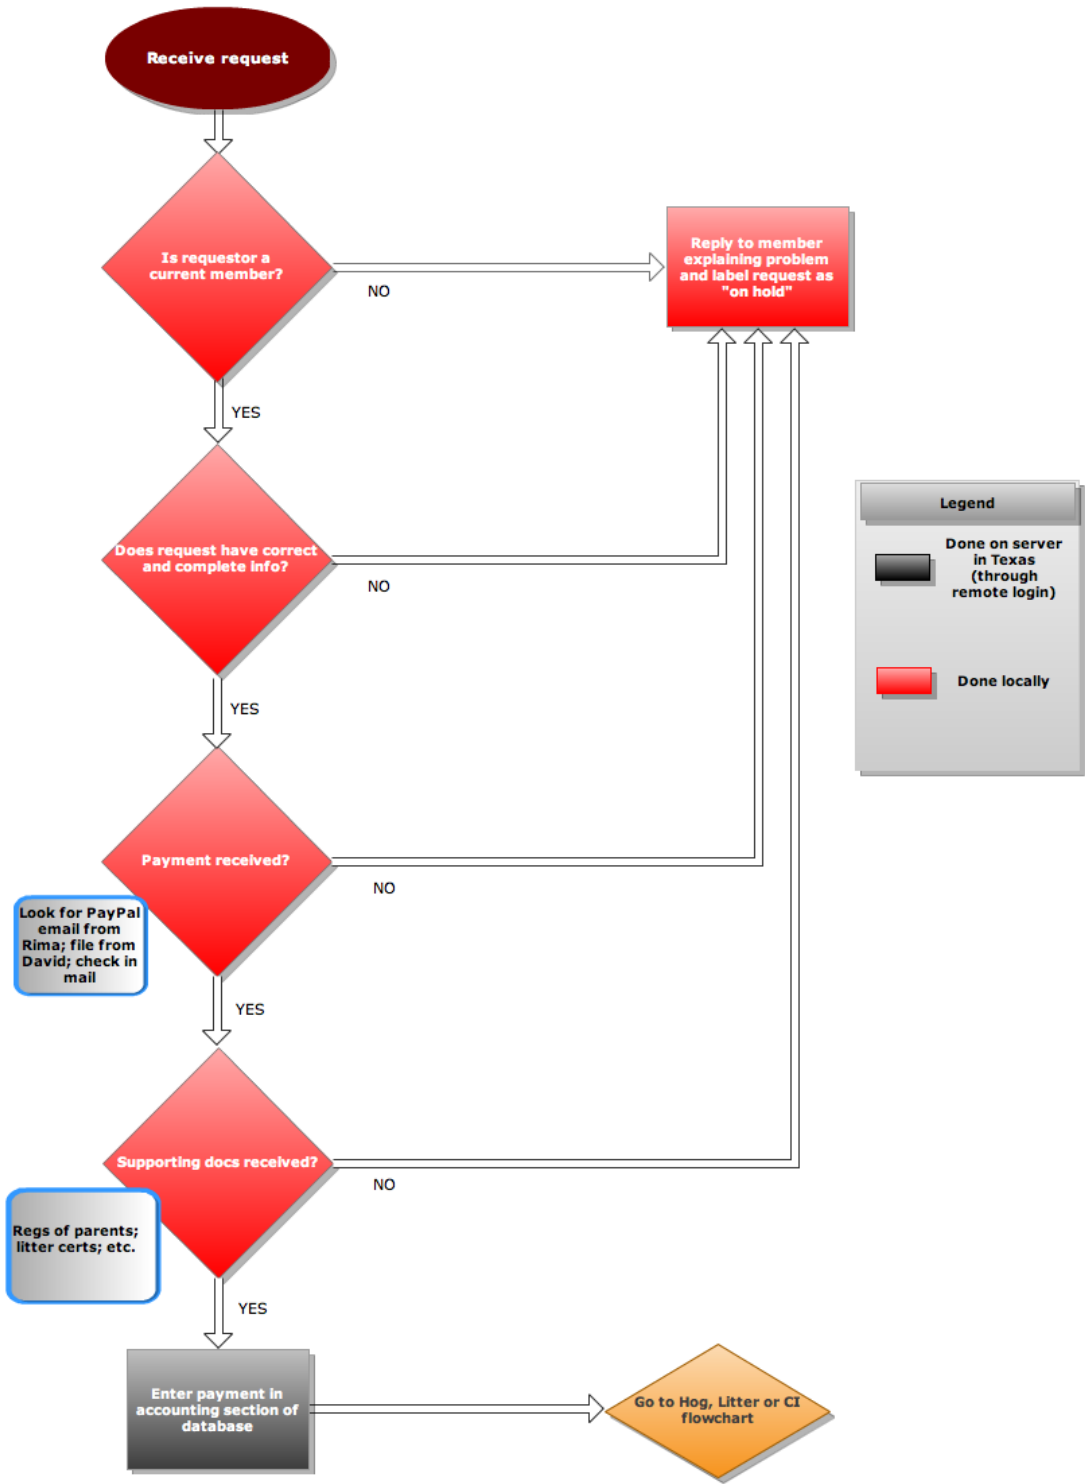 Receive request
Is requestor a
current member?
NO
Reply to member
explaining problem
and label request as
"on hold"
YES
Does request have correct
and complete info?
NO
Legend
Done on server
in Texas
(through
remote login)
Done locally
YES
Payment received?
NO
Look for PayPal
email from
Rima; file from
David; check in
mail
YES
Supporting docs received?
NO
Regs of parents;
litter certs; etc.
YES
Enter payment in
accounting section of
database
Go to Hog, Litter or CI
flowchart